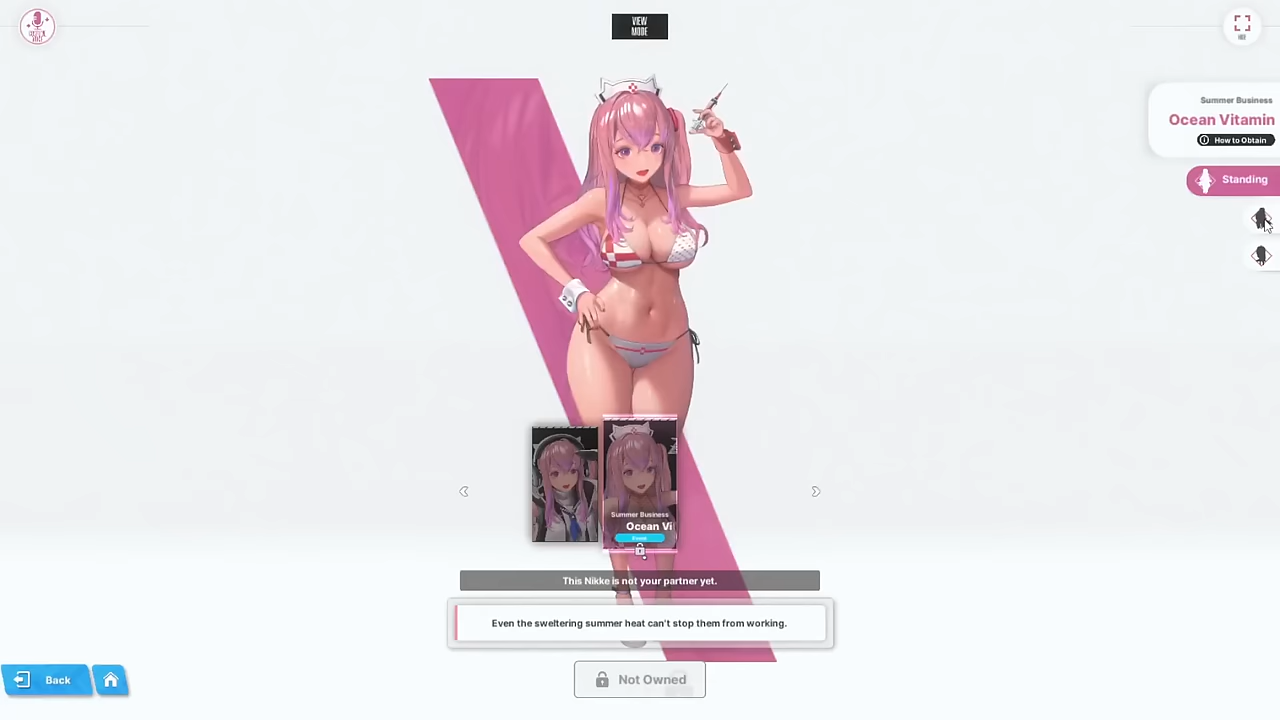 VIEW
MODE
Summer Business
Ocean Vitamin
How to Obtain
Standing
Summer Business
Ocean Vi
This Nikke is not your partner yet.
Even the sweltering summer heat can't stop them from working.
Not Owned
Back